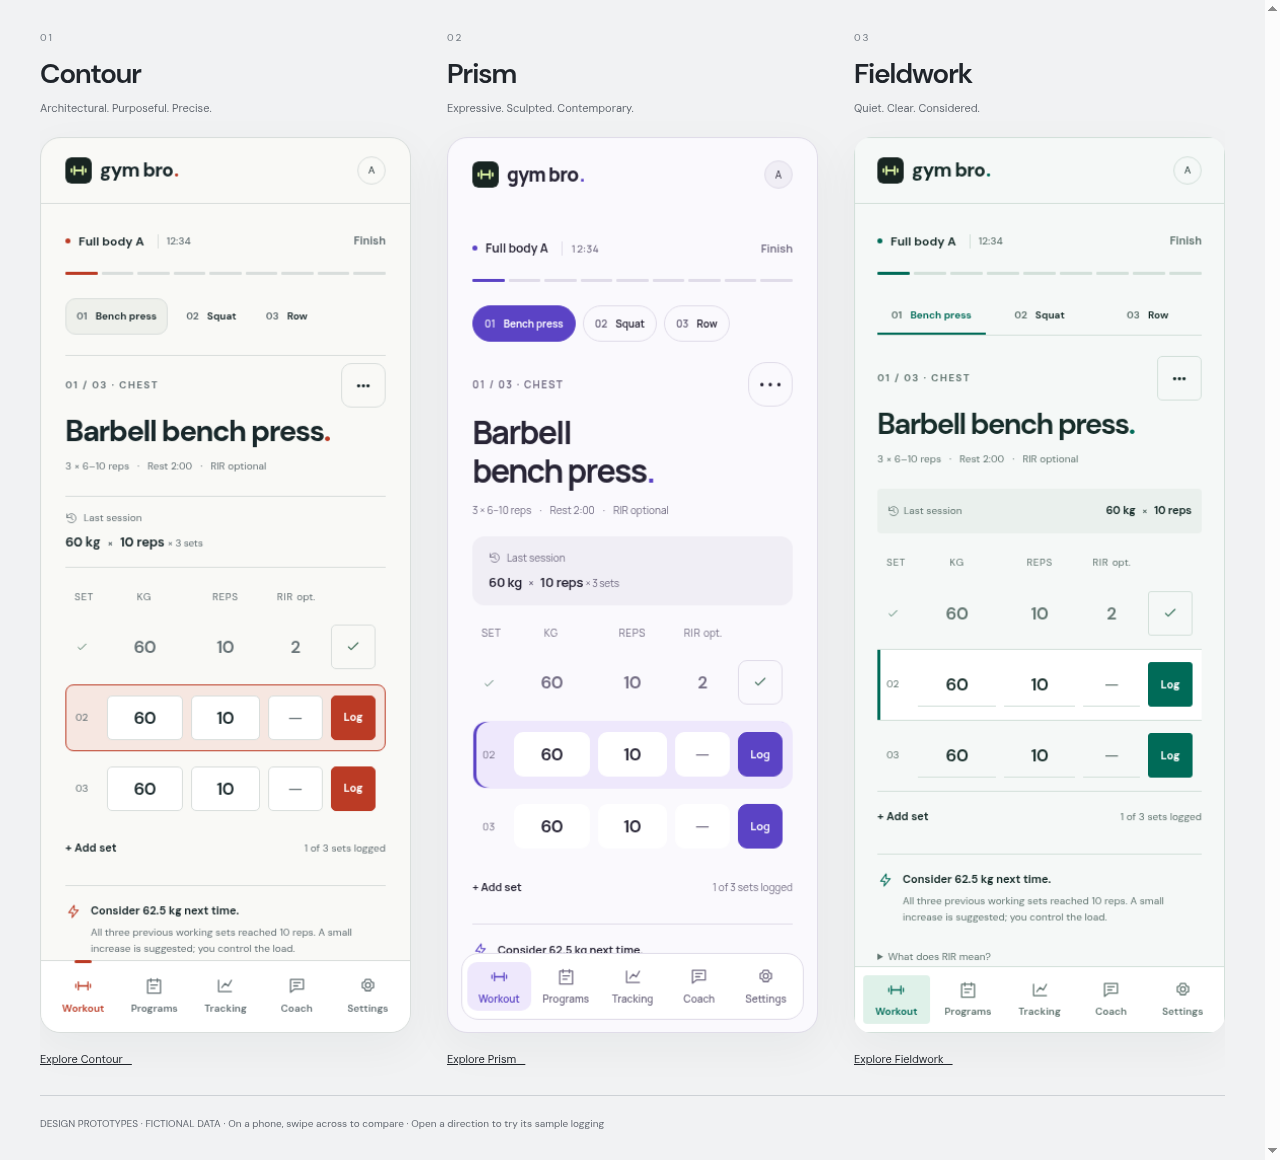 01
Contour
Architectural. Purposeful. Precise.
gym bro.
A
Full body A 12:34 Finish
01 Bench press 02 Squat 03 Row
01 / 03 · CHEST
•••
Barbell bench press.
3 × 6–10 reps · Rest 2:00 · RIR optional
Last session
60 kg × 10 reps × 3 sets
SET KG REPS RIR opt.
60 10 2
02 60 10 — Log
03 60 10 — Log
+ Add set 1 of 3 sets logged
Consider 62.5 kg next time.
All three previous working sets reached 10 reps. A small
increase is suggested; you control the load.
Workout Programs Tracking Coach Settings
Explore Contour
02
Prism
Expressive. Sculpted. Contemporary.
gym bro.
A
Full body A 12:34 Finish
01 Bench press 02 Squat 03 Row
01 / 03 · CHEST
•••
Barbell
bench press.
3 × 6–10 reps · Rest 2:00 · RIR optional
Last session
60 kg × 10 reps × 3 sets
SET KG REPS RIR opt.
60 10 2
02 60 10 — Log
03 60 10 — Log
+ Add set 1 of 3 sets logged
Consider 62.5 kg next time.
Workout Programs Tracking Coach Settings
Explore Prism
03
Fieldwork
Quiet. Clear. Considered.
gym bro.
A
Full body A 12:34 Finish
01 Bench press 02 Squat 03 Row
01 / 03 · CHEST
•••
Barbell bench press.
3 × 6–10 reps · Rest 2:00 · RIR optional
Last session 60 kg × 10 reps
SET KG REPS RIR opt.
60 10 2
02 60 10 — Log
03 60 10 — Log
+ Add set 1 of 3 sets logged
Consider 62.5 kg next time.
All three previous working sets reached 10 reps. A small
increase is suggested; you control the load.
What does RIR mean?
Workout Programs Tracking Coach Settings
Explore Fieldwork
DESIGN PROTOTYPES · FICTIONAL DATA · On a phone, swipe across to compare · Open a direction to try its sample logging